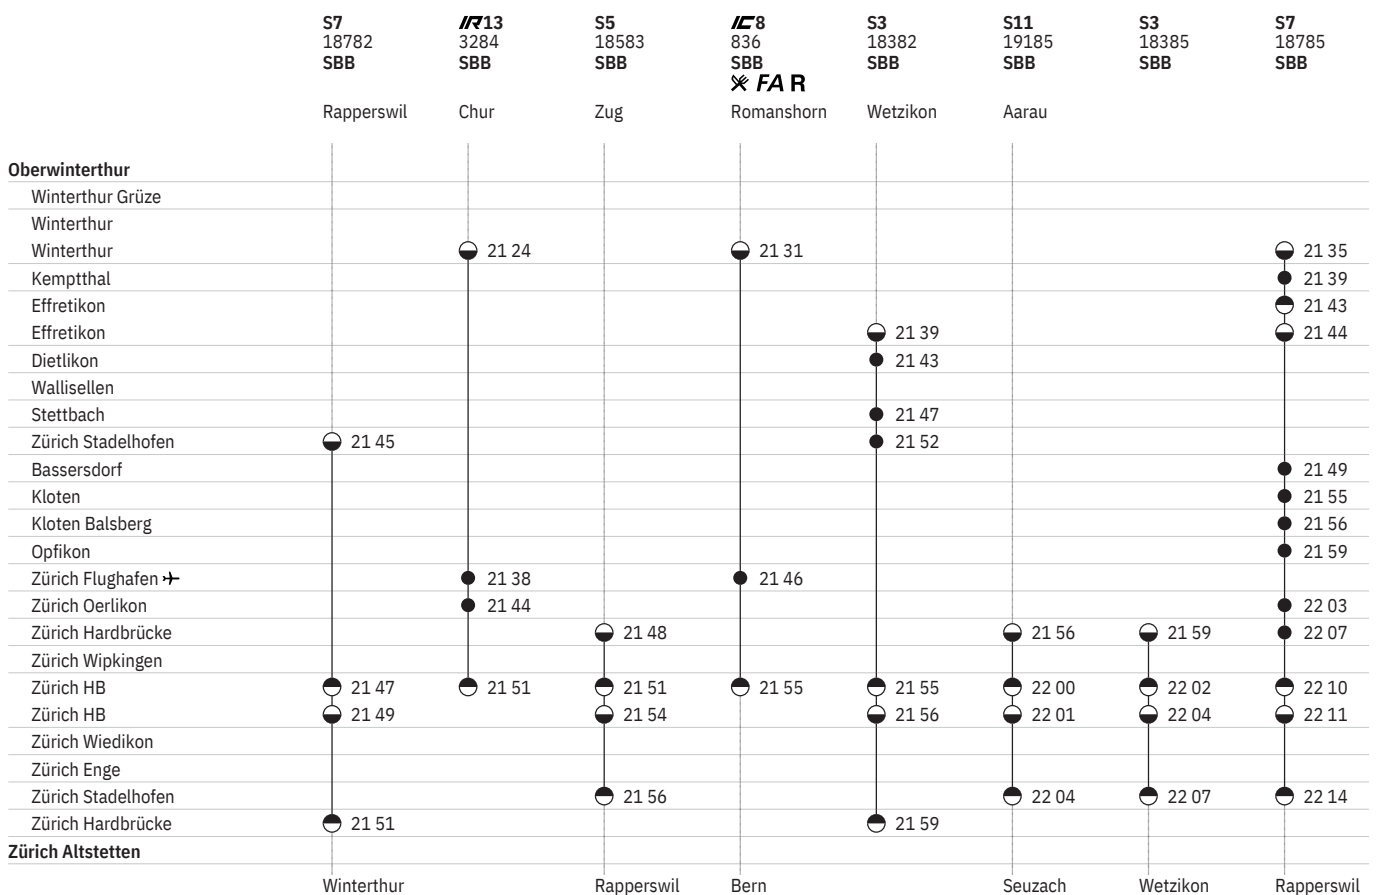 S7 IR13 S5 IC8 S3 S11 S3 S7
18782 3284 18583 836 18382 19185 18385 18785
SBB SBB SBB SBB SBB SBB SBB SBB
FA R
Rapperswil Chur Zug Romanshorn Wetzikon Aarau
Oberwinterthur
Winterthur Grüze
Winterthur
Winterthur 21 24 21 31 21 35
Kemptthal 21 39
Effretikon 21 43
Effretikon 21 39 21 44
Dietlikon 21 43
Wallisellen
Stettbach 21 47
Zürich Stadelhofen 21 45 21 52
Bassersdorf 21 49
Kloten 21 55
Kloten Balsberg 21 56
Opfikon 21 59
Zürich Flughafen 21 38 21 46
Zürich Oerlikon 21 44 22 03
Zürich Hardbrücke 21 48 21 56 21 59 22 07
Zürich Wipkingen
Zürich HB 21 47 21 51 21 51 21 55 21 55 22 00 22 02 22 10
Zürich HB 21 49 21 54 21 56 22 01 22 04 22 11
Zürich Wiedikon
Zürich Enge
Zürich Stadelhofen 21 56 22 04 22 07 22 14
Zürich Hardbrücke 21 51 21 59
Zürich Altstetten
Winterthur Rapperswil Bern Seuzach Wetzikon Rapperswil